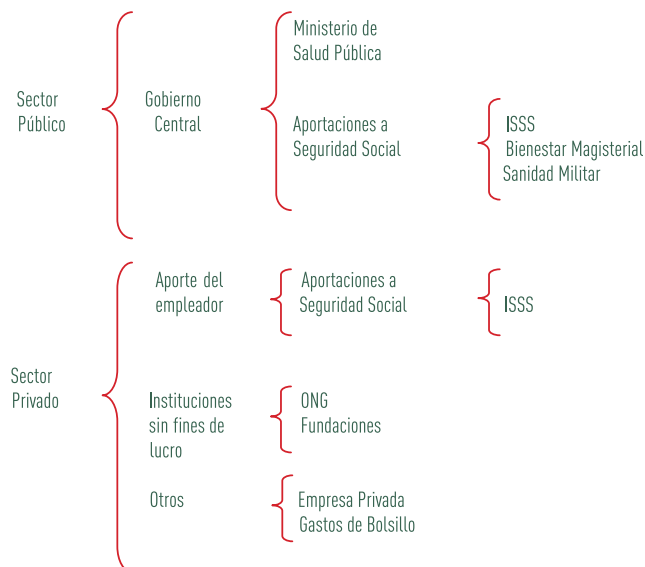 Sector
Público
Gobierno
Central
Ministerio de
Salud Pública
Aportaciones a
Seguridad Social
ISSS
Bienestar Magisterial
Sanidad Militar
Sector
Privado
Aporte del
empleador
Aportaciones a
Seguridad Social
ISSS
Instituciones
sin fines de
lucro
ONG
Fundaciones
Otros
Empresa Privada
Gastos de Bolsillo